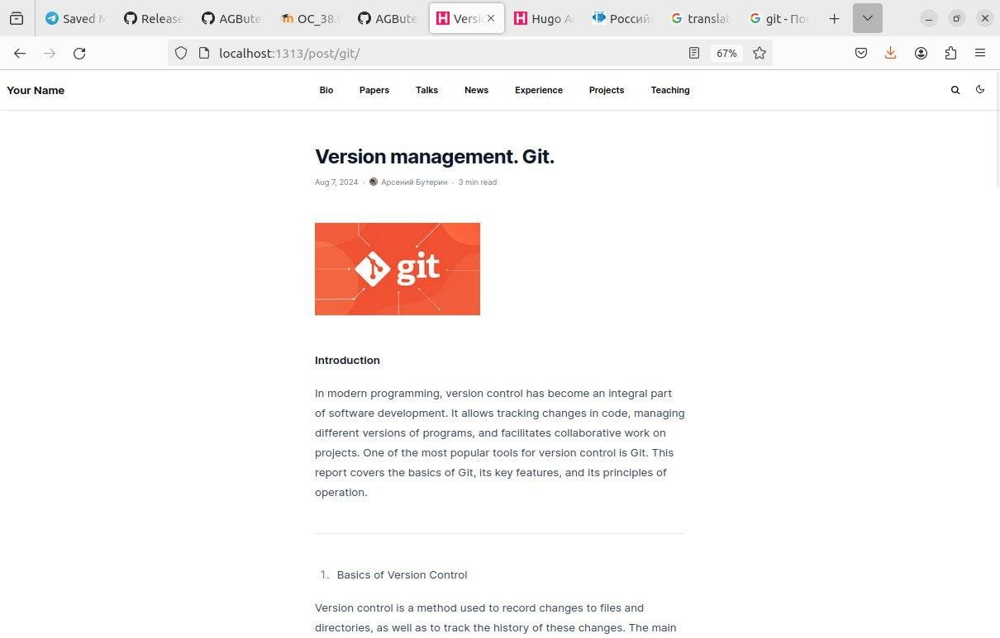 Saved M
Release
AGBute
OC_38.
AGBute
Versi
Hugo A
Россий
translat
git - По
localhost:1313/post/git/
67%
Your Name
Bio
Papers
Talks
News
Experience
Projects
Teaching
Version management. Git.
Aug 7, 2024 · Арсений Бутерин · 3 min read
git
Introduction
In modern programming, version control has become an integral part
of software development. It allows tracking changes in code, managing
different versions of programs, and facilitates collaborative work on
projects. One of the most popular tools for version control is Git. This
report covers the basics of Git, its key features, and its principles of
operation.
1. Basics of Version Control
Version control is a method used to record changes to files and
directories, as well as to track the history of these changes. The main